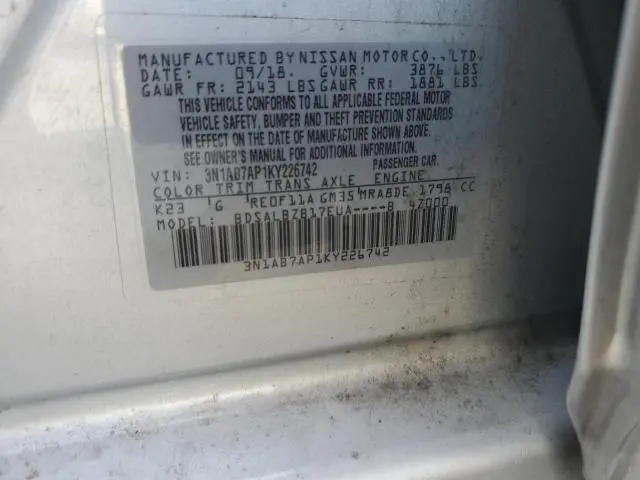 MANUFACTURED BY NISSAN MOTOR CO., LTD.
DATE: 09/18. GVWR: 3876 LBS
GAWR FR: 2143 LBS GAWR RR: 1881 LBS
THIS VEHICLE CONFORMS TO ALL APPLICABLE FEDERAL MOTOR
VEHICLE SAFETY, BUMPER AND THEFT PREVENTION STANDARDS
IN EFFECT ON THE DATE OF MANUFACTURE SHOWN ABOVE.
SEE OWNER'S MANUAL FOR ADDITIONAL INFORMATION.
VIN: 3N1AB7AP1KY226742 PASSENGER CAR.
COLOR TRIM TRANS AXLE ENGINE
K23 G RE0F11A GM35 MRA8DE 1798 CC
MODEL: BDSALBZB17EUA----B 4Z000
3N1AB7AP1KY226742